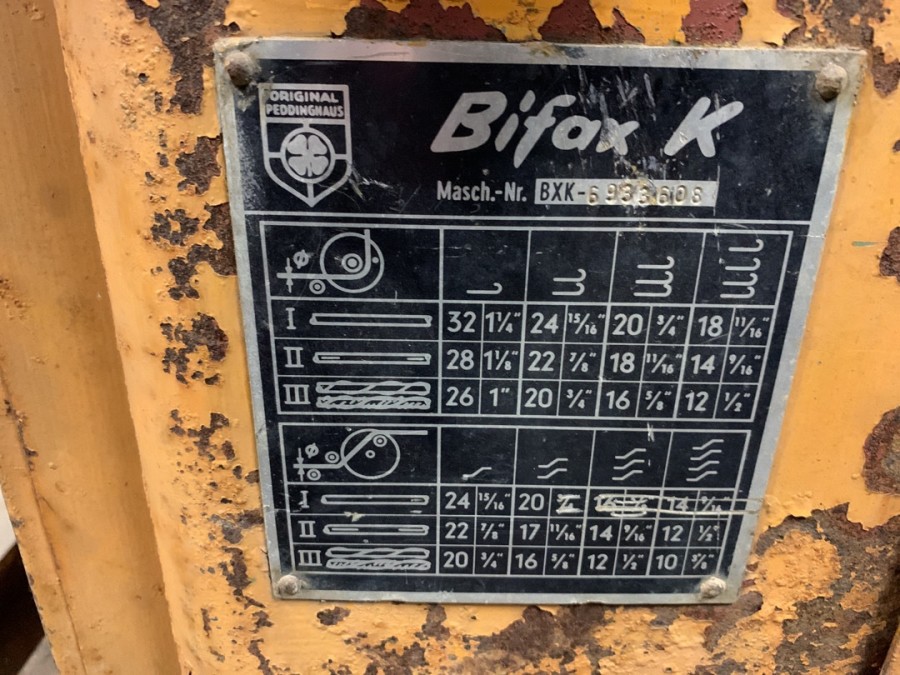 ORIGINAL
PEDDINGHAUS
Bifax K
Masch.-Nr. BXK-6933608
Ø
I 32 1¼" 24 15/16" 20 ¾" 18 11/16"
II 28 1⅛" 22 ⅞" 18 11/16" 14 9/16"
III 26 1" 20 ¾" 16 ⅝" 12 ½"
Ø
I 24 15/16" 20 14 9/16"
II 22 ⅞" 17 11/16" 14 9/16" 12 ½"
III 20 ¾" 16 ⅝" 12 ½" 10 ⅜"